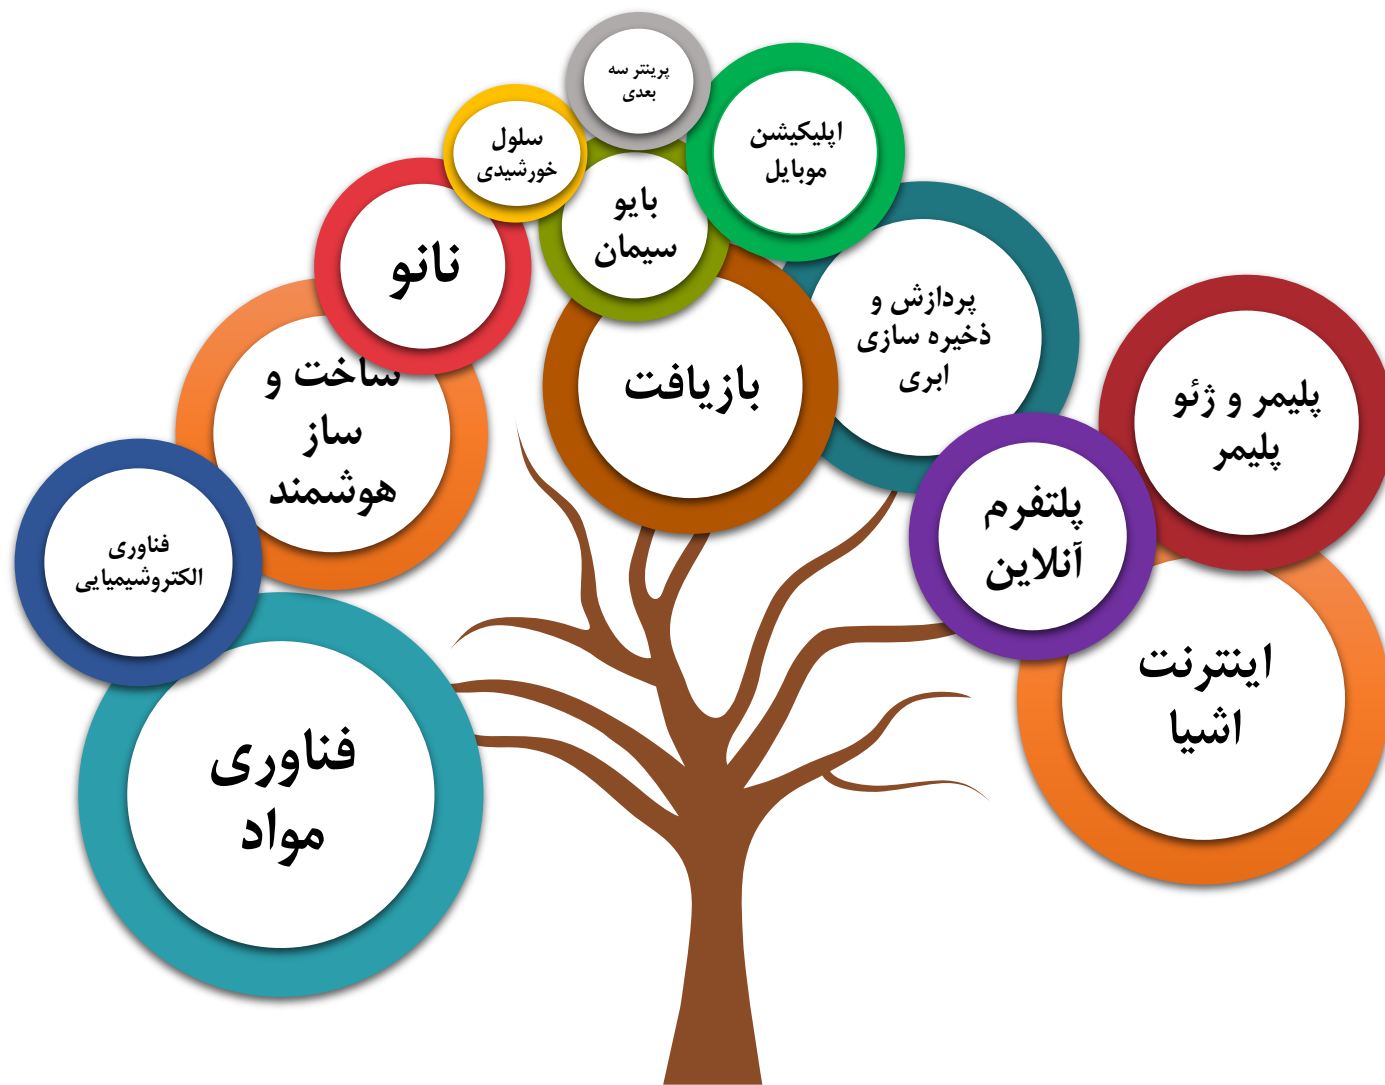 پرینتر سه
بعدی
اپلیکیشن
موبایل
سلول
خورشیدی
بایو
سیمان
نانو
پردازش و
ذخیره سازی
ابری
بازیافت
ساخت و
ساز
هوشمند
پلیمر و ژئو
پلیمر
پلتفرم
آنلاین
فناوری
الکتروشیمیایی
اینترنت
اشیا
فناوری
مواد